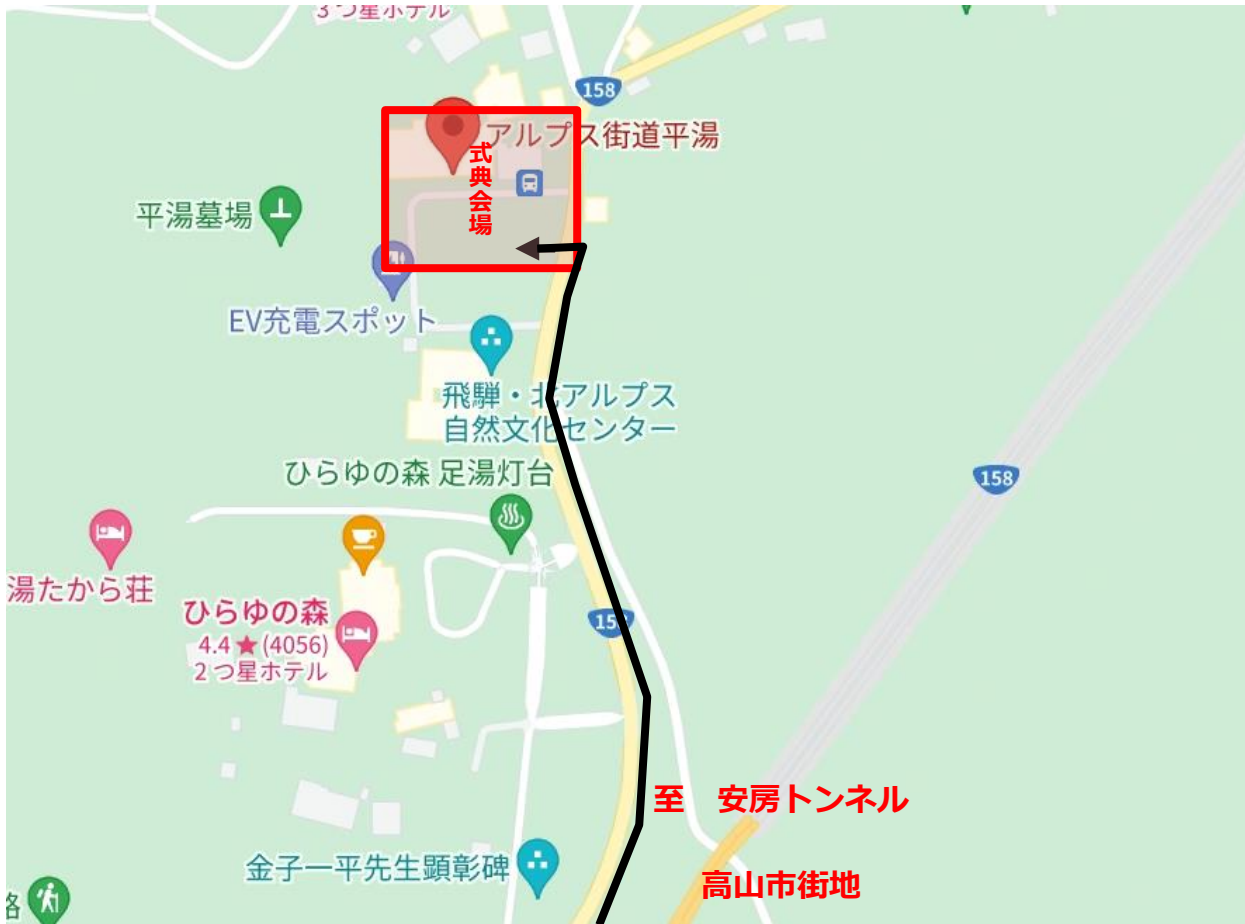 3つ星ホテル
158
アルプス街道平湯
式典会場
平湯墓場
EV充電スポット
飛騨・北アルプス
自然文化センター
ひらゆの森 足湯灯台
158
湯たから荘
ひらゆの森
4.4★(4056)
2つ星ホテル
15
至 安房トンネル
金子一平先生顕彰碑
高山市街地